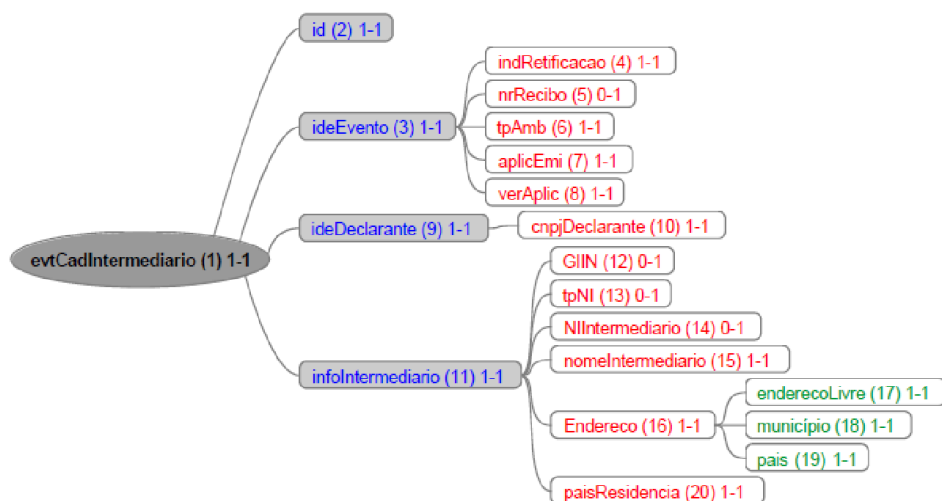 id (2) 1-1
indRetificacao (4) 1-1
nrRecibo (5) 0-1
ideEvento (3) 1-1
tpAmb (6) 1-1
aplicEmi (7) 1-1
verAplic (8) 1-1
ideDeclarante (9) 1-1
cnpjDeclarante (10) 1-1
evtCadIntermediario (1) 1-1
GIIN (12) 0-1
tpNI (13) 0-1
NIIntermediario (14) 0-1
nomeIntermediario (15) 1-1
infoIntermediario (11) 1-1
enderecoLivre (17) 1-1
Endereco (16) 1-1
município (18) 1-1
pais (19) 1-1
paisResidencia (20) 1-1